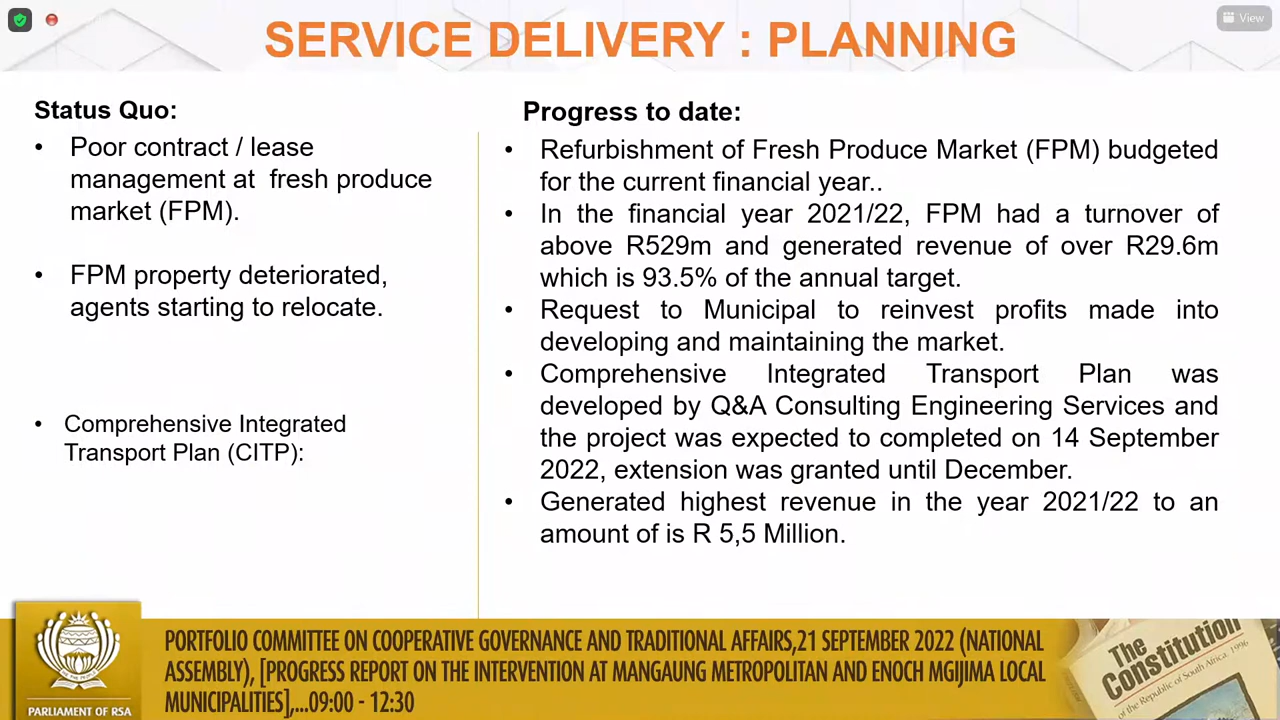 View
SERVICE DELIVERY : PLANNING
Status Quo:
• Poor contract / lease
management at fresh produce
market (FPM).
• FPM property deteriorated,
agents starting to relocate.
• Comprehensive Integrated
Transport Plan (CITP):
Progress to date:
• Refurbishment of Fresh Produce Market (FPM) budgeted
for the current financial year..
• In the financial year 2021/22, FPM had a turnover of
above R529m and generated revenue of over R29.6m
which is 93.5% of the annual target.
• Request to Municipal to reinvest profits made into
developing and maintaining the market.
• Comprehensive Integrated Transport Plan was
developed by Q&A Consulting Engineering Services and
the project was expected to completed on 14 September
2022, extension was granted until December.
• Generated highest revenue in the year 2021/22 to an
amount of is R 5,5 Million.
PORTFOLIO COMMITTEE ON COOPERATIVE GOVERNANCE AND TRADITIONAL AFFAIRS,21 SEPTEMBER 2022 (NATIONAL
ASSEMBLY), [PROGRESS REPORT ON THE INTERVENTION AT MANGAUNG METROPOLITAN AND ENOCH MGIJIMA LOCAL
MUNICIPALITIES],...09:00 - 12:30
PARLIAMENT OF RSA
The
Constitution
of the Republic of South Africa, 1996